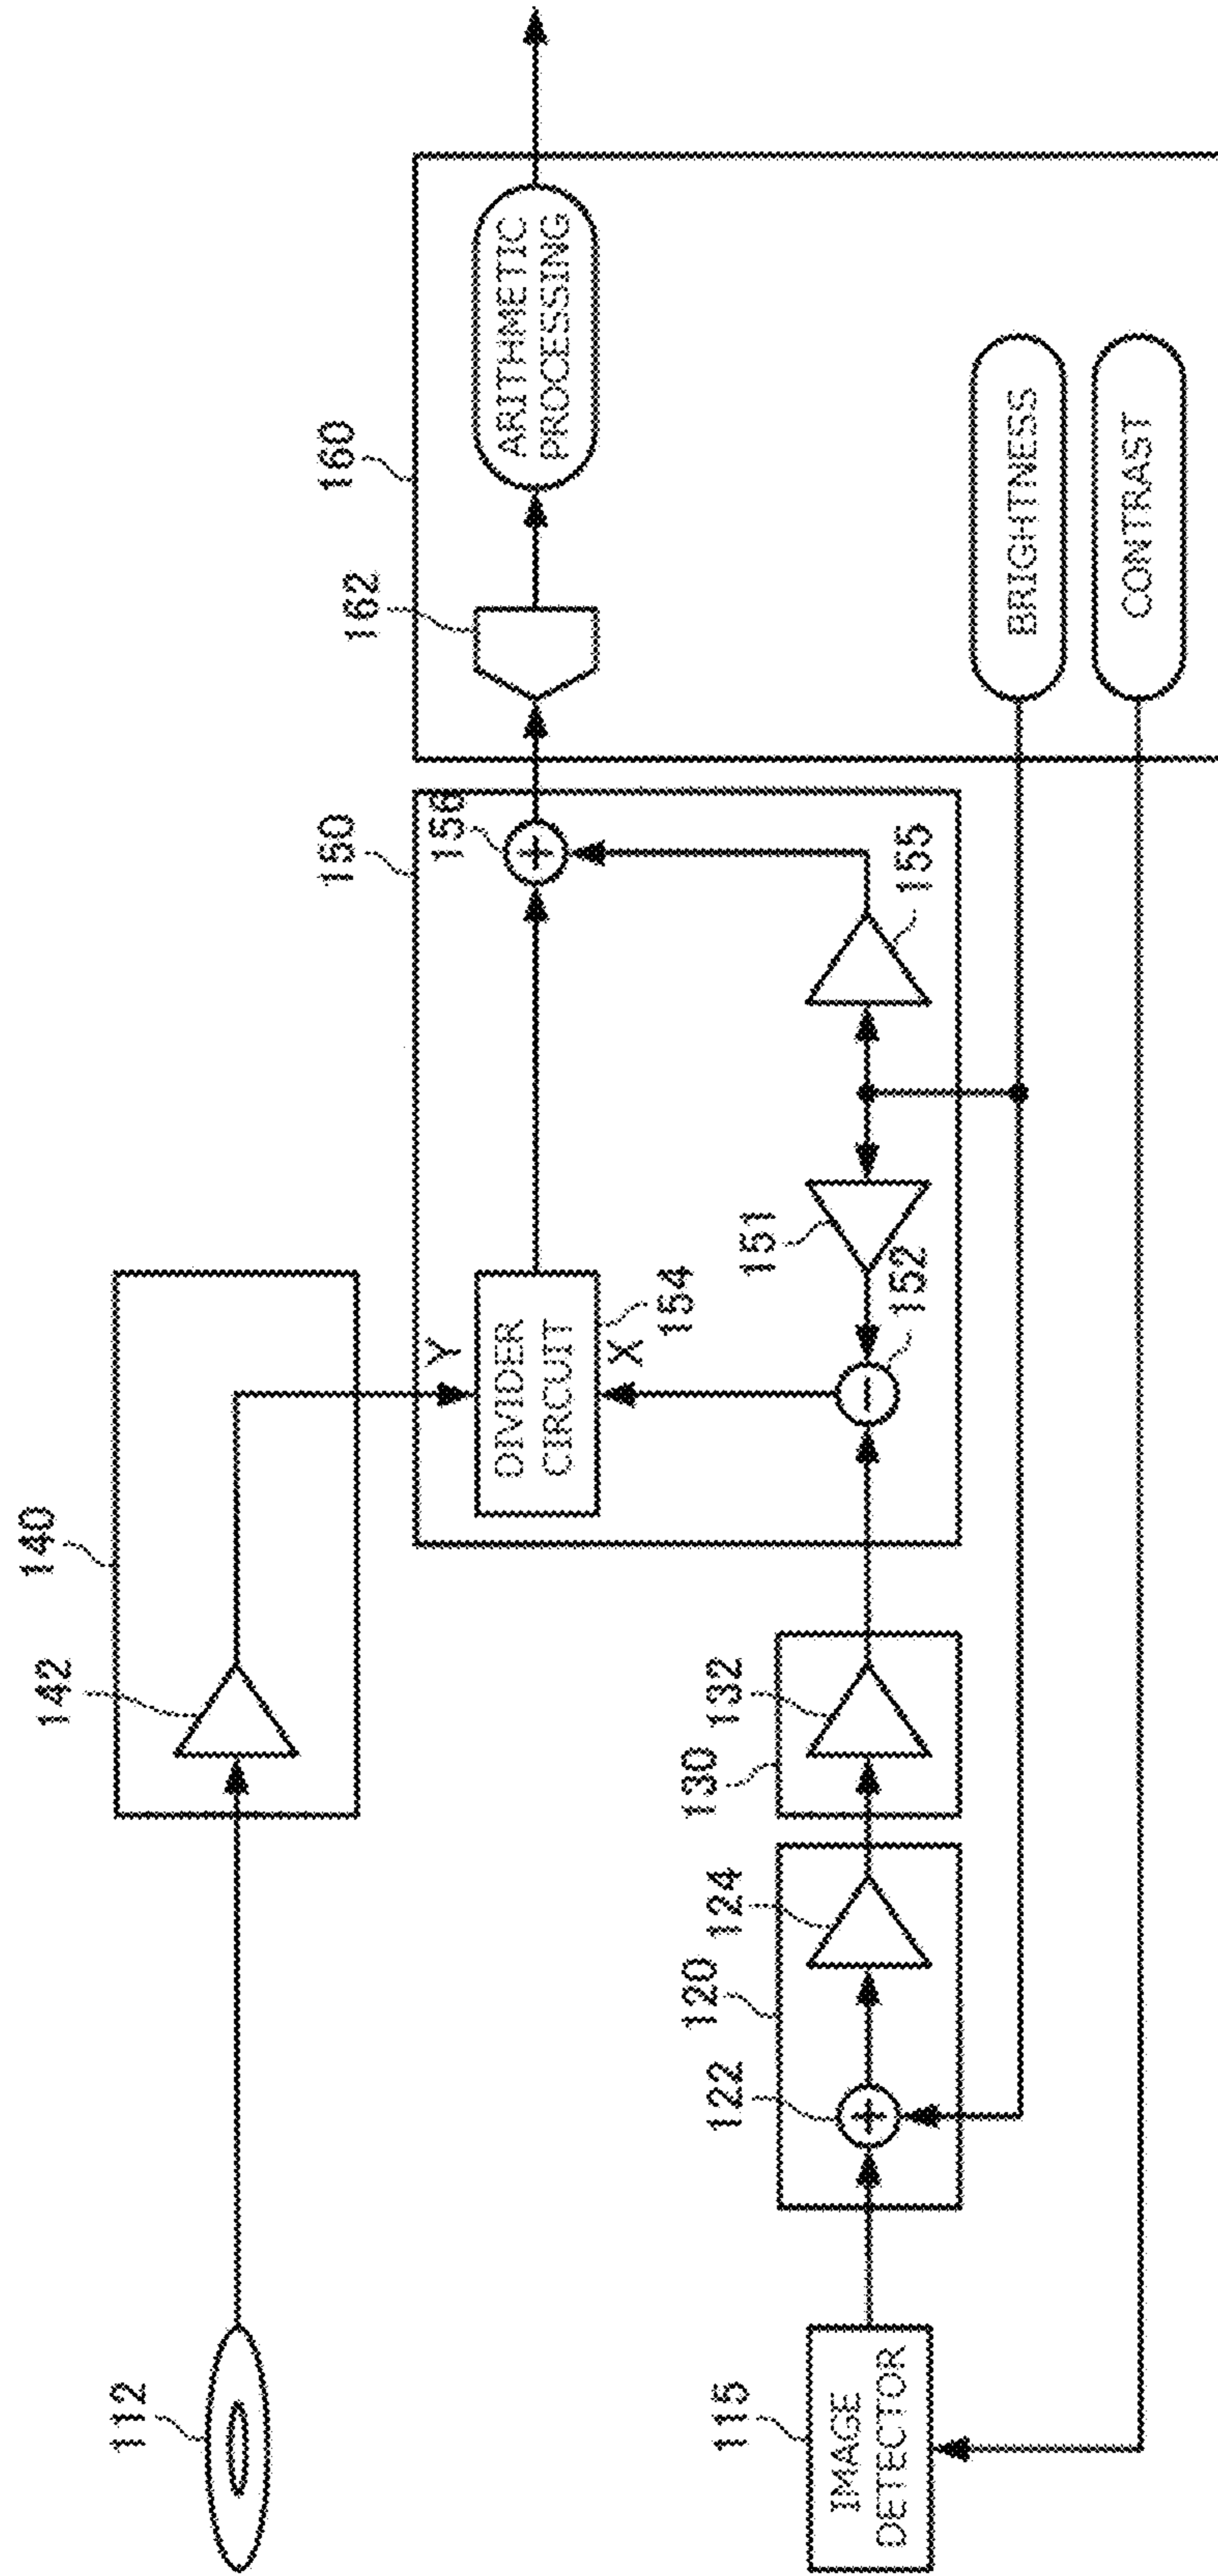 112
142
140
Y
DIVIDER
CIRCUIT
154
X
150
156
160
162
ARITHMETIC
PROCESSING
115
IMAGE
DETECTOR
122
120
124
130
132
151
152
155
BRIGHTNESS
CONTRAST